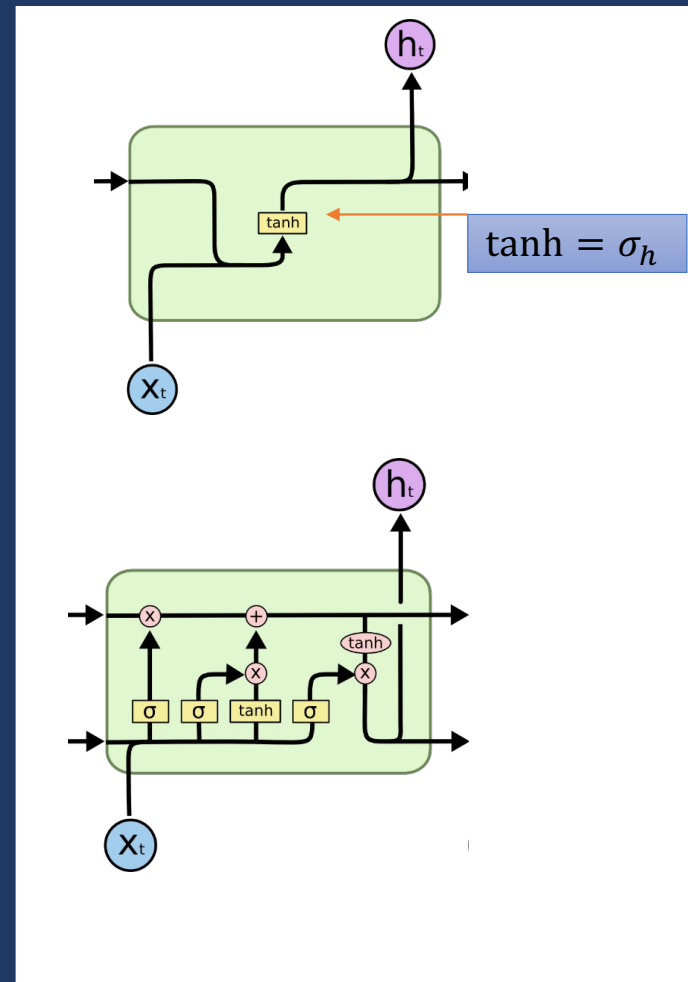 hₜ
tanh
tanh = σₕ
Xₜ
hₜ
x +
tanh
x x
σ σ tanh σ
Xₜ